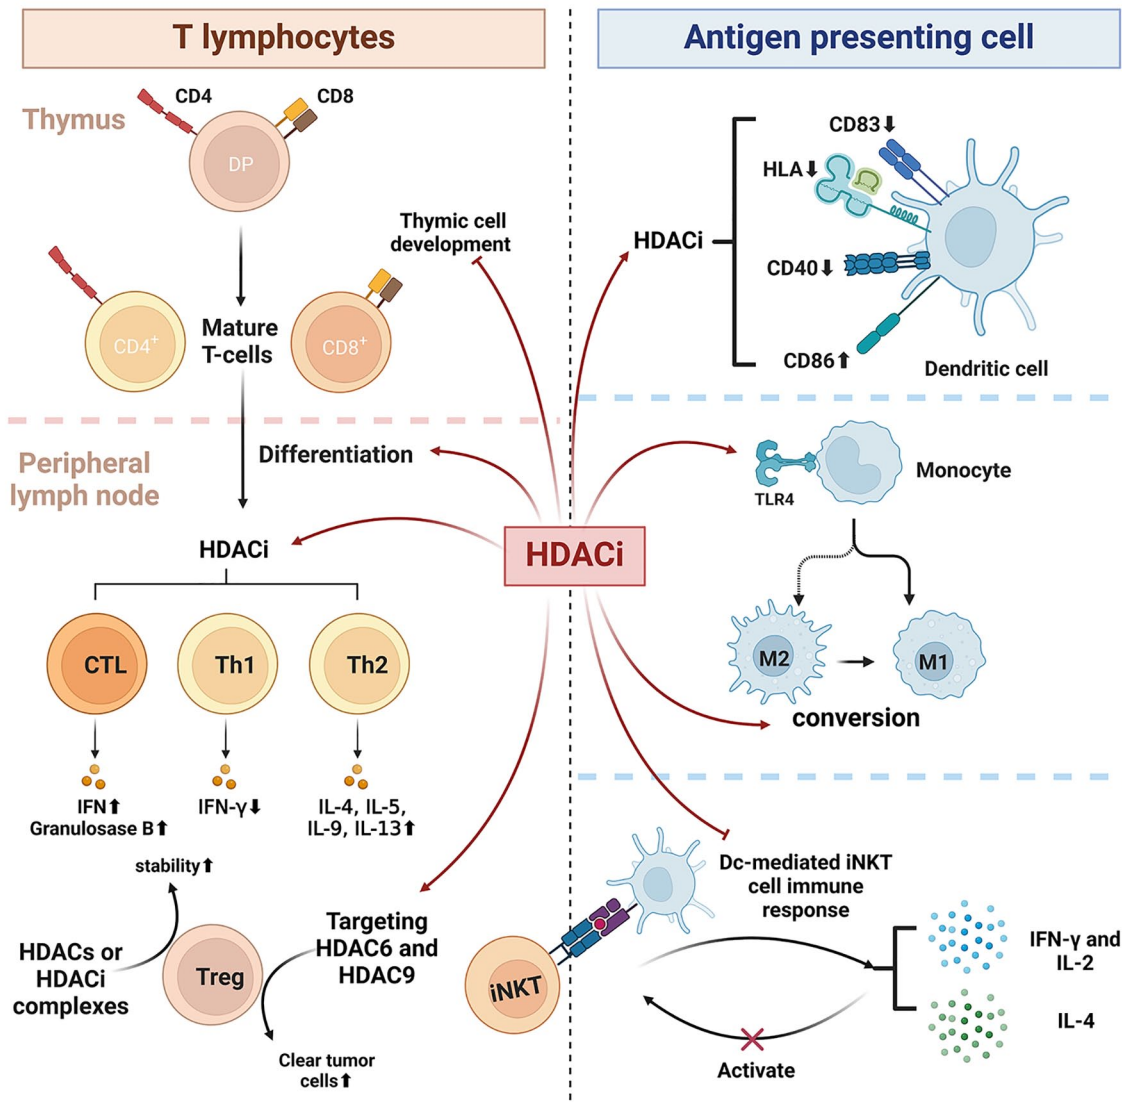 T lymphocytes
Antigen presenting cell
Thymus
CD4
CD8
DP
Thymic cell
development
CD4+
Mature
T-cells
CD8+
HDACi
CD83⬇
HLA⬇
CD40⬇
CD86⬆
Dendritic cell
Peripheral
lymph node
Differentiation
HDACi
HDACi
TLR4
Monocyte
M2
M1
conversion
CTL
Th1
Th2
IFN⬆
Granulosase B⬆
IFN-γ⬇
IL-4, IL-5,
IL-9, IL-13⬆
stability⬆
HDACs or
HDACi
complexes
Treg
Targeting
HDAC6 and
HDAC9
Clear tumor
cells⬆
Dc-mediated iNKT
cell immune
response
iNKT
IFN-γ and
IL-2
IL-4
Activate